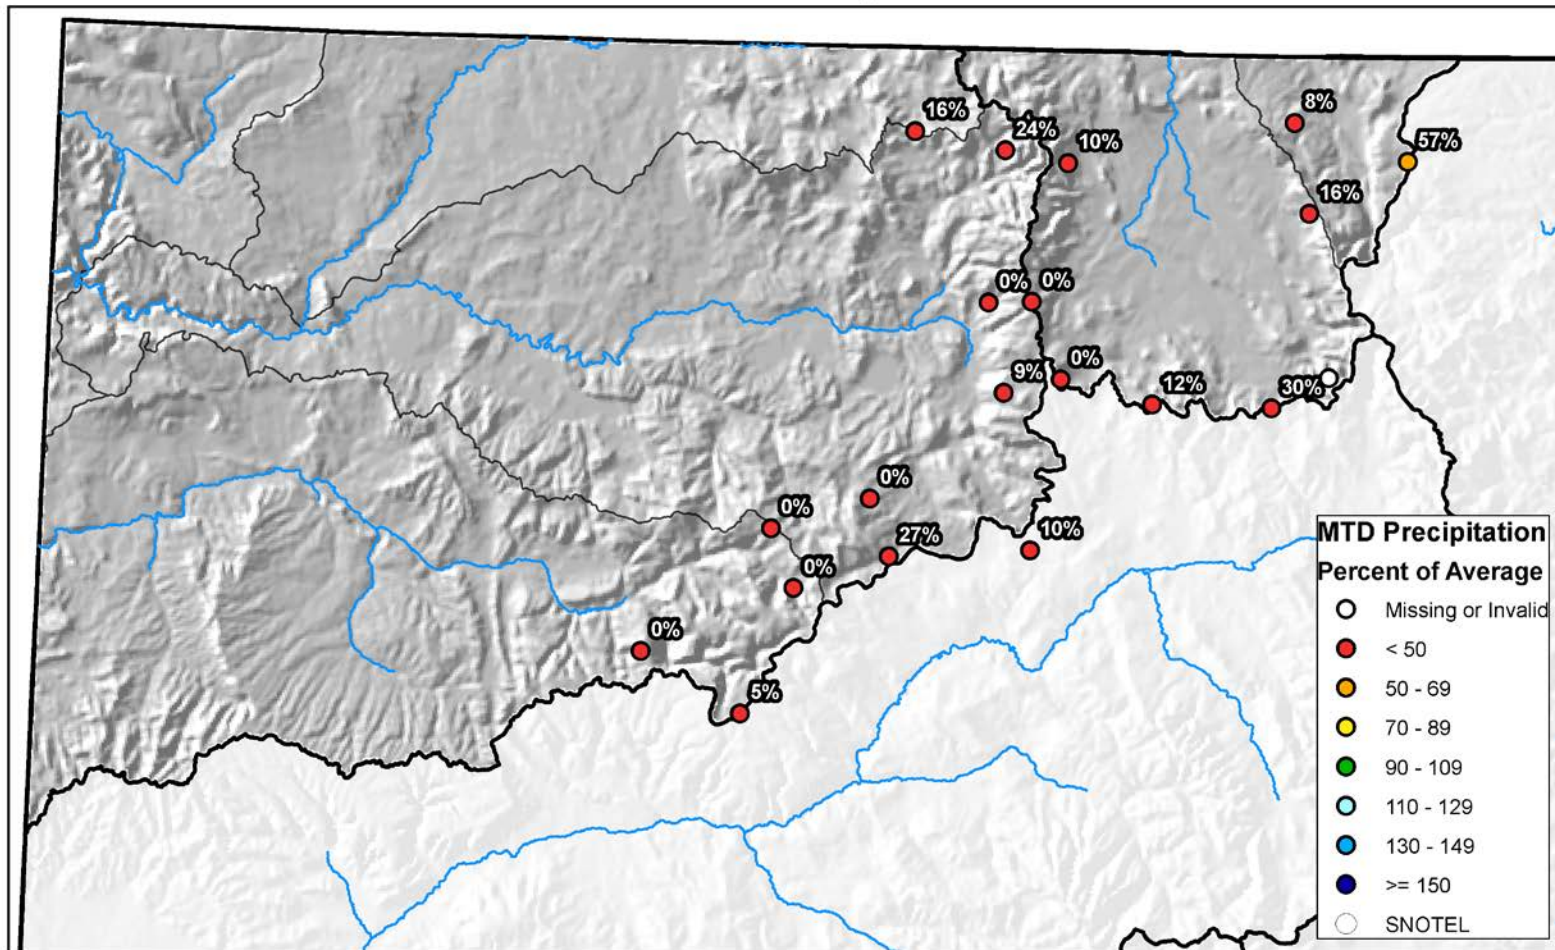 16%
24%
10%
8%
57%
16%
0%
0%
0%
9%
12%
30%
0%
0%
27%
10%
0%
0%
5%
MTD Precipitation
Percent of Average
Missing or Invalid
< 50
50 - 69
70 - 89
90 - 109
110 - 129
130 - 149
>= 150
SNOTEL